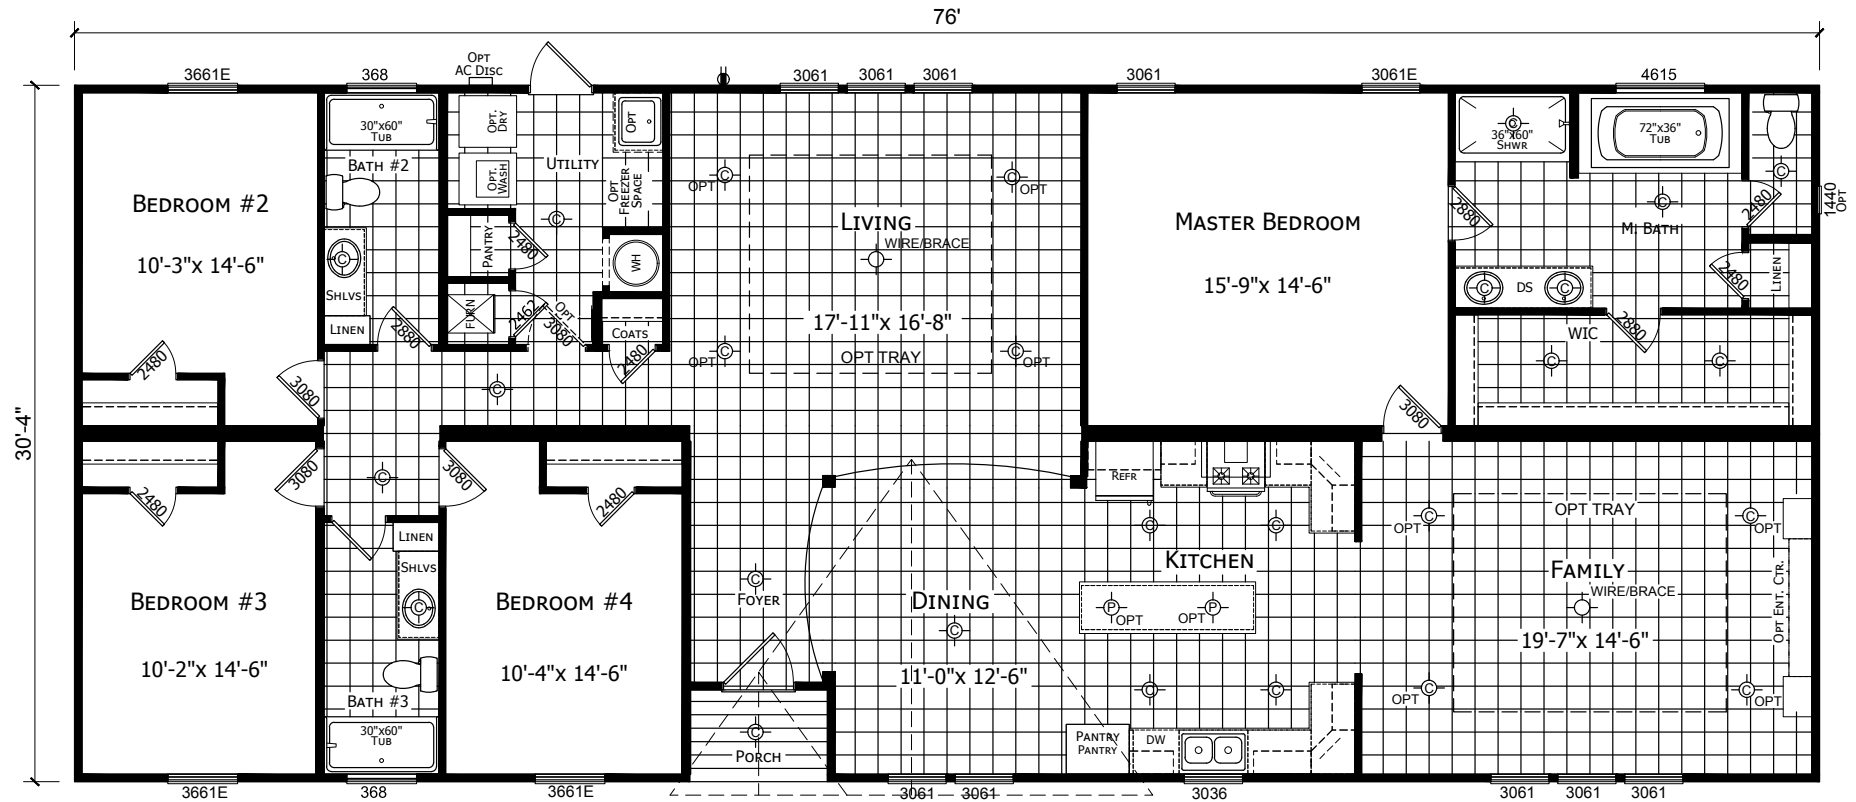 76'
30'-4"
3661E
368
OPT
AC DISC
3061
3061
3061
3061
3061E
4615
30"x60"
TUB
BATH #2
BEDROOM #2
10'-3"x 14'-6"
SHLVS
LINEN
2880
2480
3080
OPT.
DRY
OPT.
WASH
UTILITY
OPT
OPT
FREEZER
SPACE
PANTRY
2480
WH
FURN
2462
OPT
3080
COATS
2480
C
C
OPT
C
C
OPT
LIVING
WIRE/BRACE
17'-11"x 16'-8"
OPT TRAY
OPT
C
C
OPT
C
MASTER BEDROOM
15'-9"x 14'-6"
3080
C
36"x60"
SHWR
72"x36"
TUB
C
C
2480
1440
OPT
2880
M. BATH
2480
LINEN
C
DS
C
2880
WIC
C
C
3080
2480
C
3080
2480
BEDROOM #3
10'-2"x 14'-6"
LINEN
SHLVS
C
BATH #3
30"x60"
TUB
BEDROOM #4
10'-4"x 14'-6"
C
FOYER
C
PORCH
DINING
C
11'-0"x 12'-6"
REFR
C
C
KITCHEN
P
OPT
P
OPT
C
C
PANTRY
PANTRY
DW
C
OPT
OPT TRAY
C
OPT
FAMILY
WIRE/BRACE
19'-7"x 14'-6"
OPT ENT. CTR.
C
OPT
C
OPT
3661E
368
3661E
3061
3061
3036
3061
3061
3061